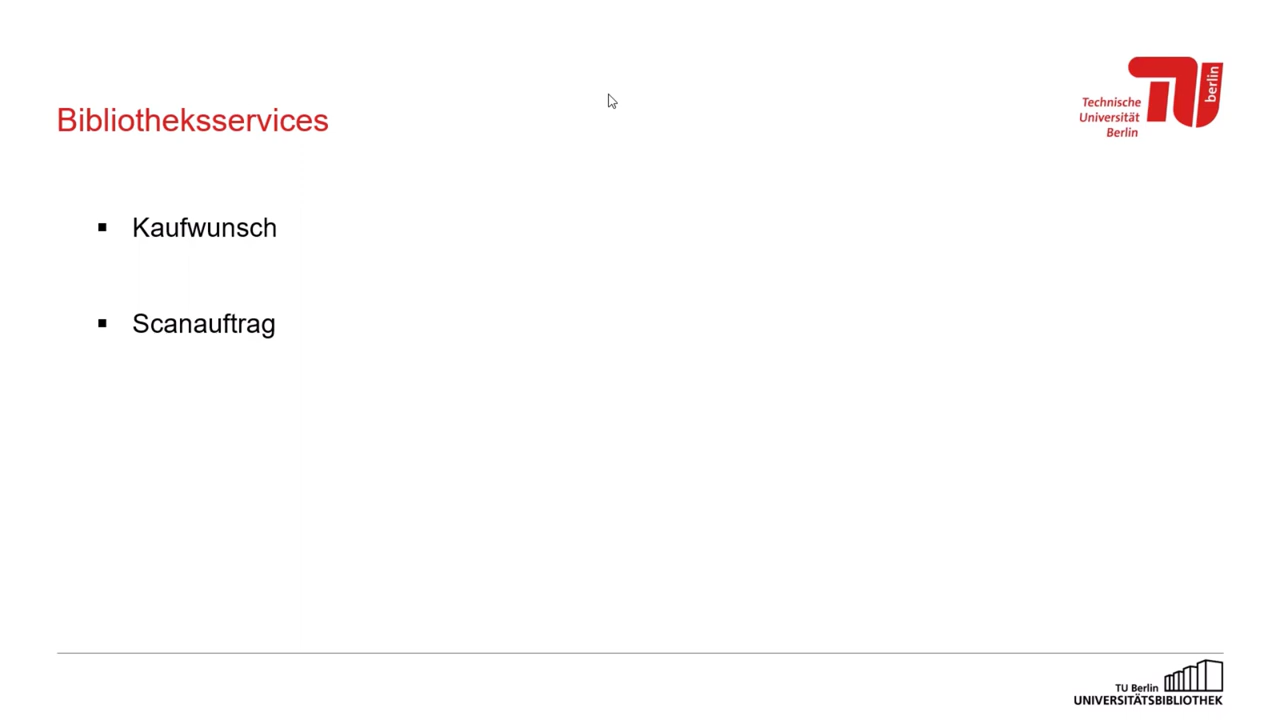 Bibliotheksservices
Technische
Universität
Berlin
berlin
Kaufwunsch
Scanauftrag
TU Berlin
UNIVERSITÄTSBIBLIOTHEK